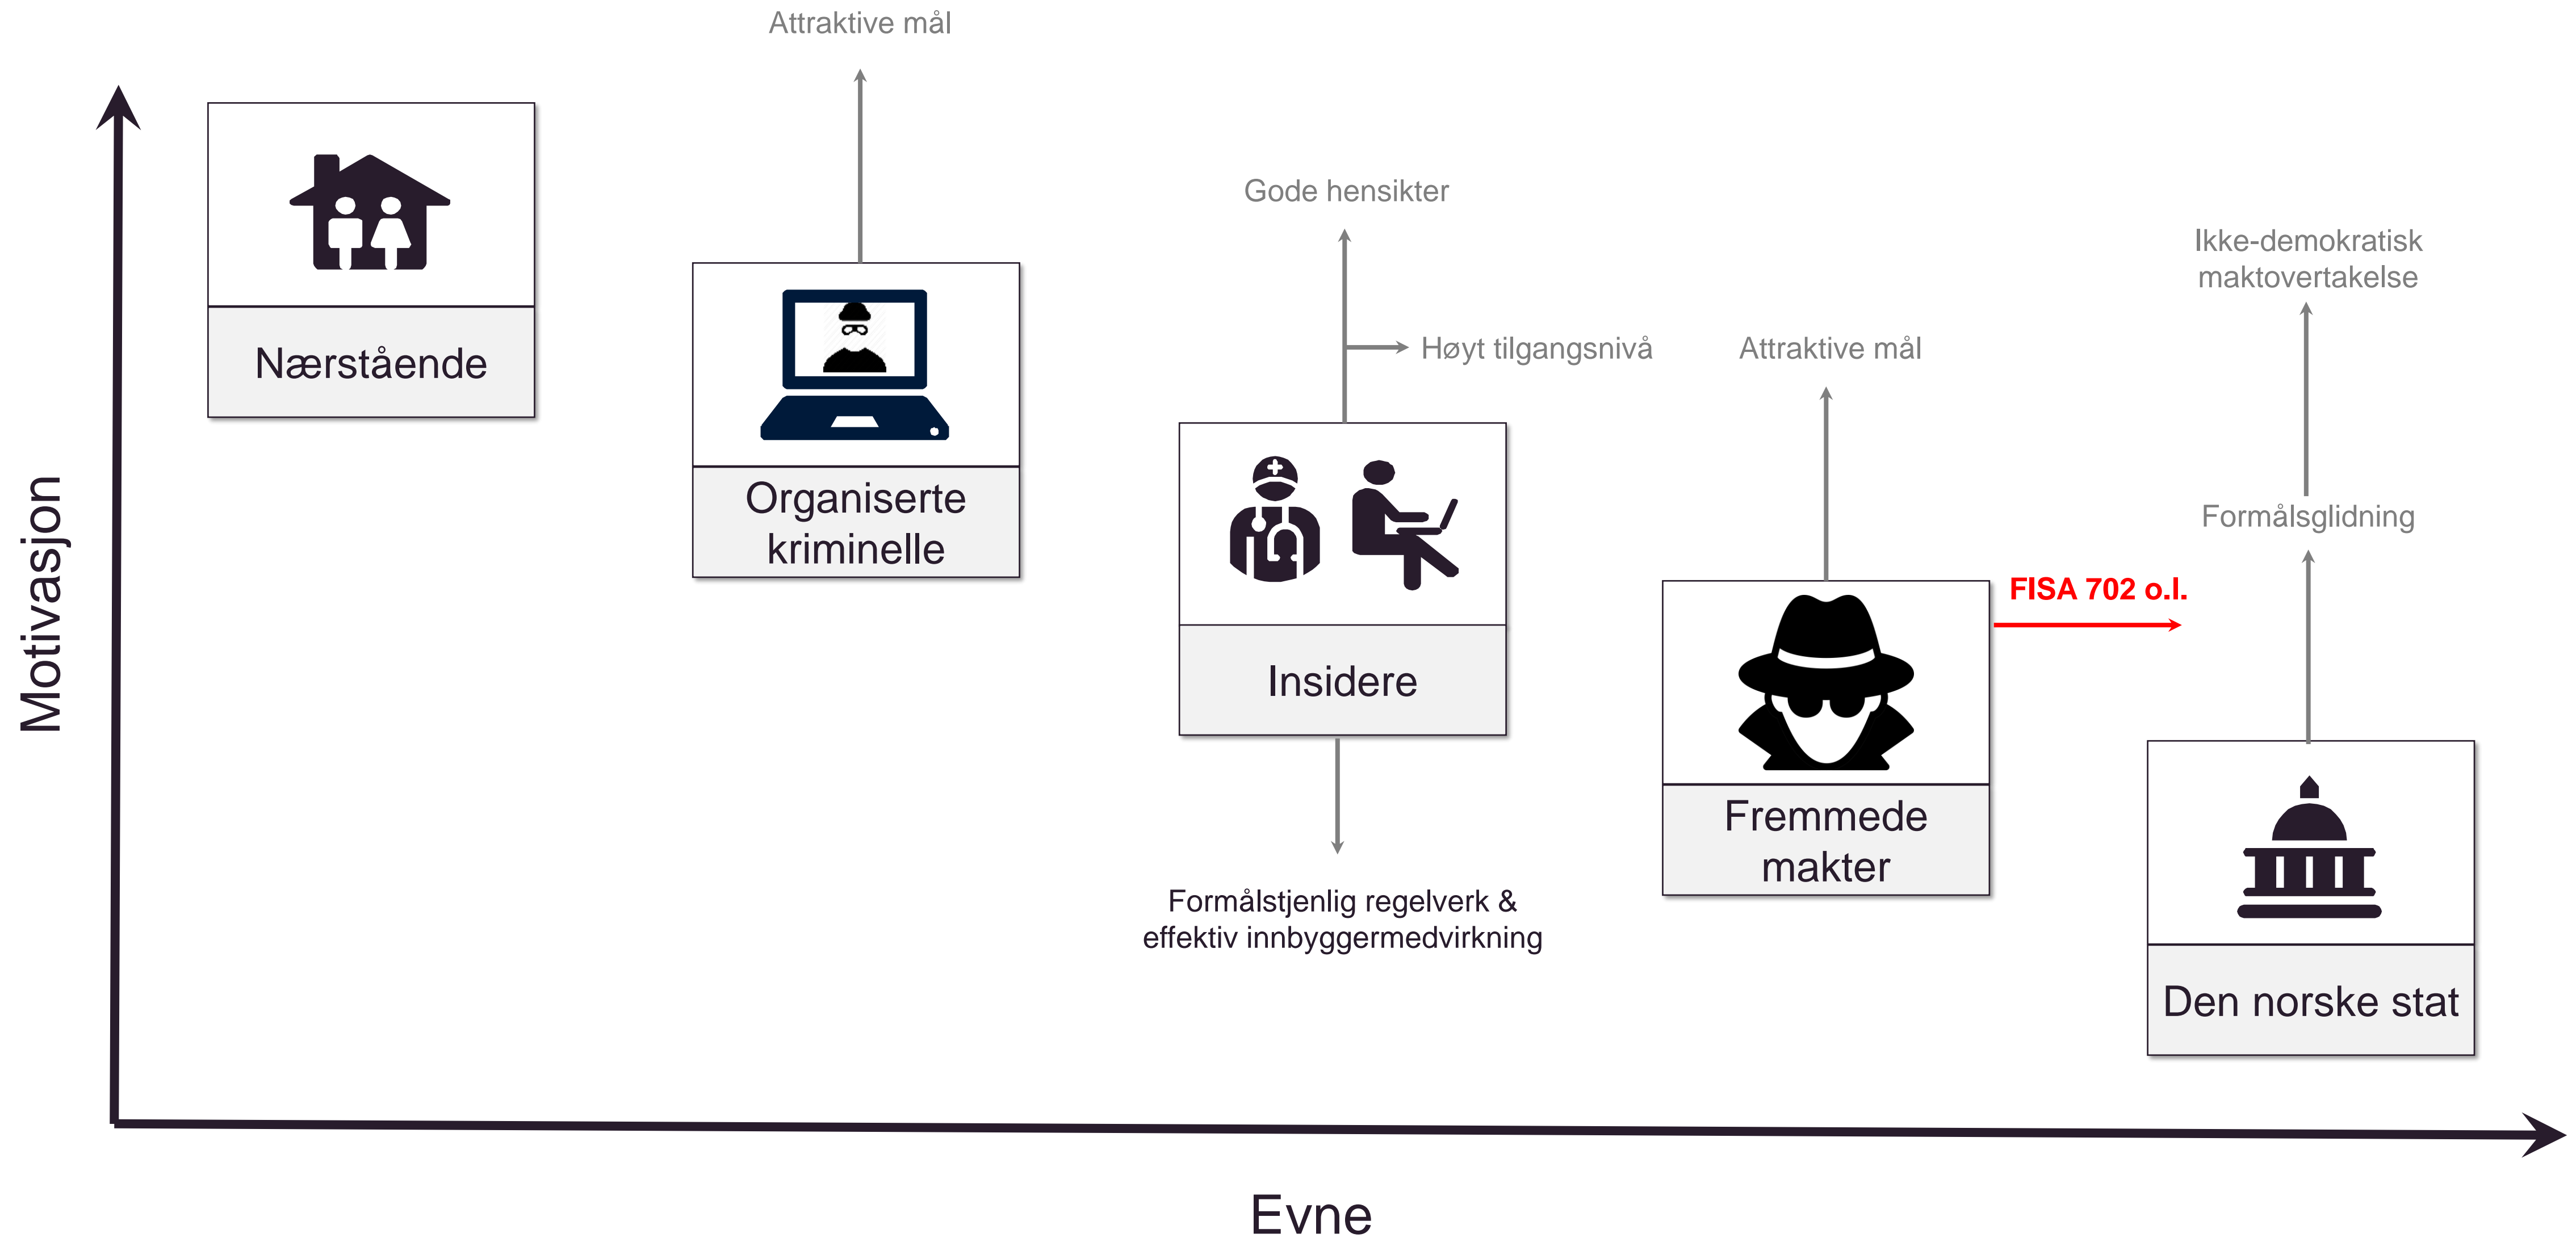 Attraktive mål
Gode hensikter
Ikke-demokratisk
maktovertakelse
Høyt tilgangsnivå
Attraktive mål
Nærstående
Organiserte
kriminelle
Formålsglidning
FISA 702 o.l.
Motivasjon
Insidere
Fremmede
makter
Formålstjenlig regelverk &
effektiv innbyggermedvirkning
Den norske stat
Evne